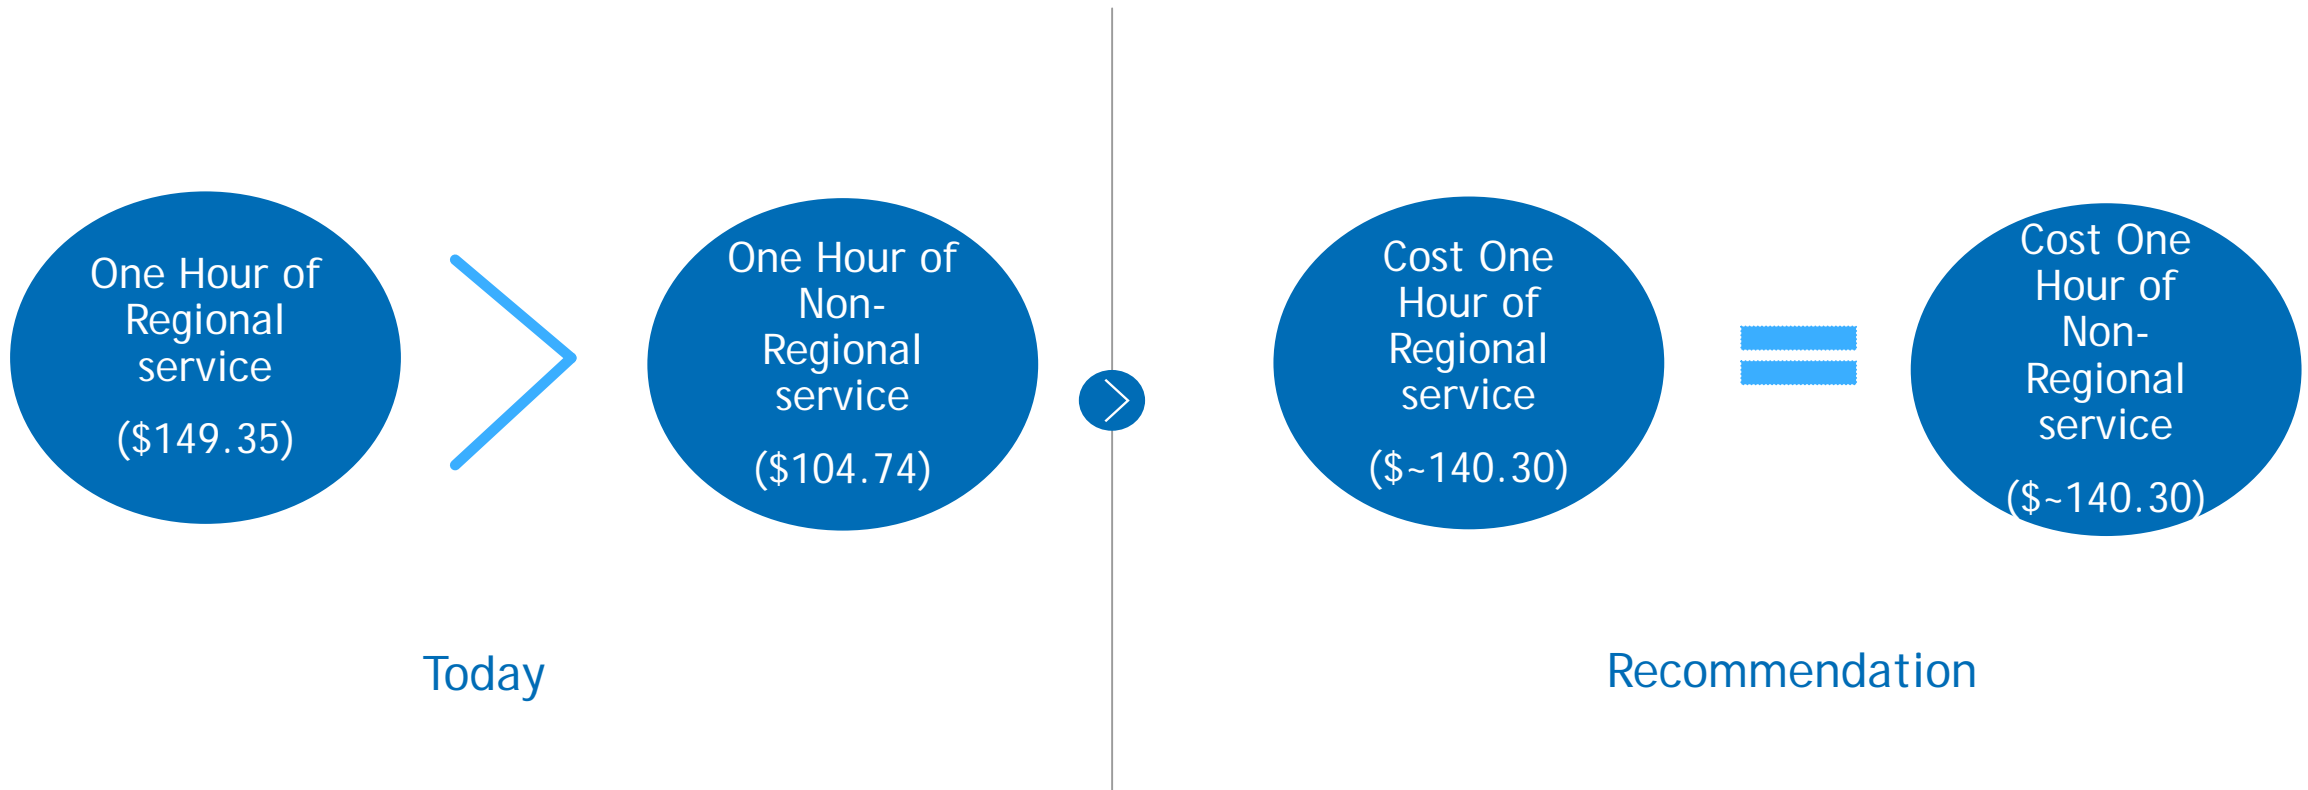 One Hour of
Regional
service
($149.35)
One Hour of
Non-
Regional
service
($104.74)
Today
Cost One
Hour of
Regional
service
($~140.30)
Cost One
Hour of
Non-
Regional
service
($~140.30)
Recommendation